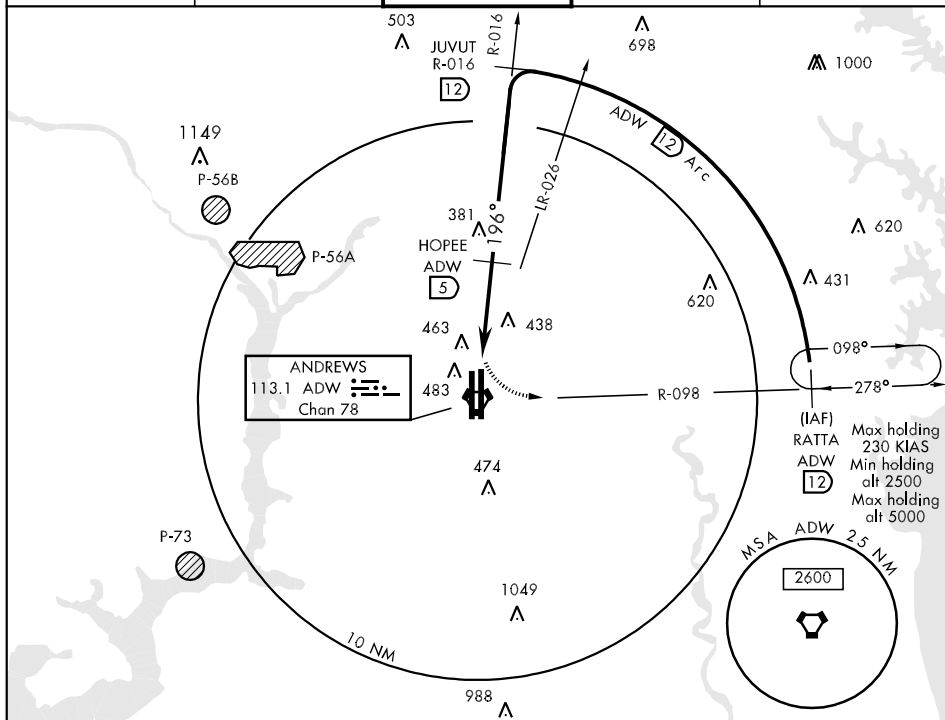 503
JUVUT
R-016
12
R-016
698
1000
ADW 12 Arc
1149
P-56B
P-56A
381
196°
LR-026
HOPEE
ADW
5
620
620
431
463
438
ANDREWS
113.1 ADW
Chan 78
483
R-098
098°
278°
(IAF)
RATTA
ADW
12
Max holding
230 KIAS
Min holding
alt 2500
Max holding
alt 5000
474
P-73
MSA ADW 25 NM
2600
1049
10 NM
988